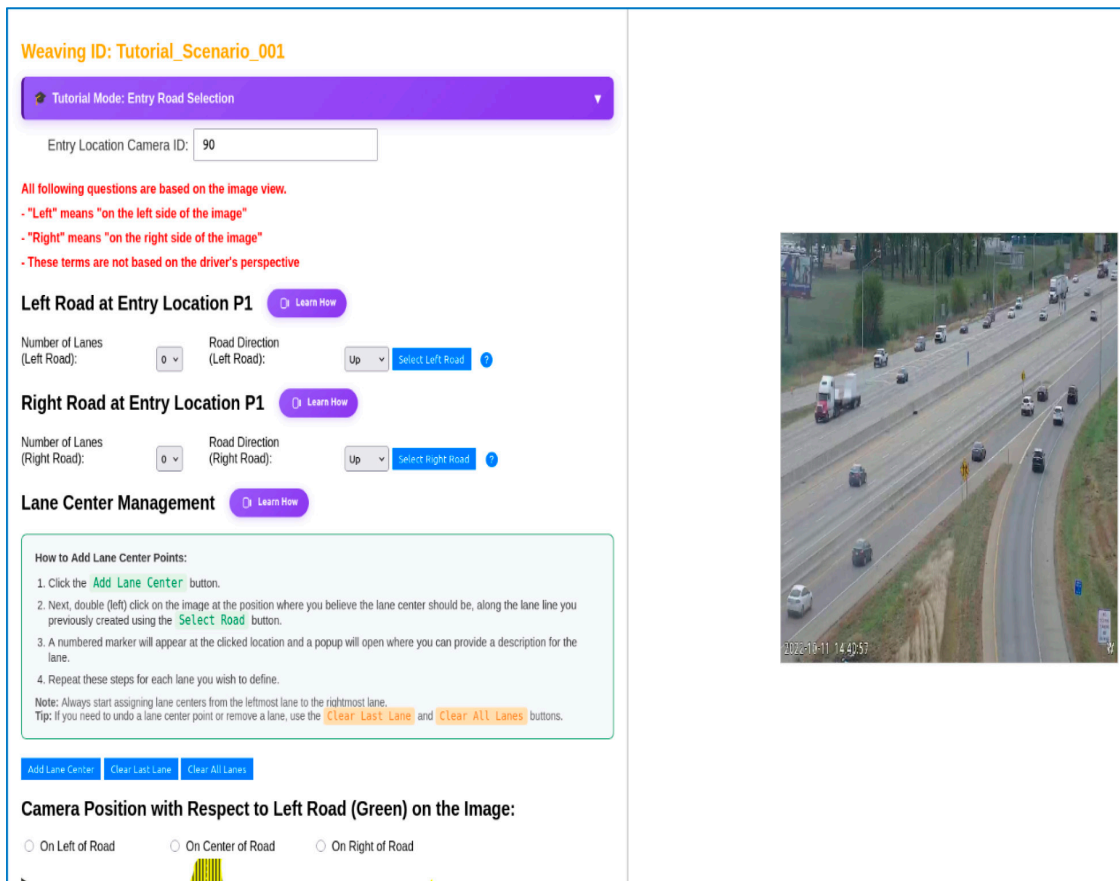 Weaving ID: Tutorial_Scenario_001
Tutorial Mode: Entry Road Selection
Entry Location Camera ID: 90
All following questions are based on the image view.
- "Left" means "on the left side of the image"
- "Right" means "on the right side of the image"
- These terms are not based on the driver's perspective
Left Road at Entry Location P1 Learn How
Number of Lanes (Left Road): 0 Road Direction (Left Road): Up Select Left Road ?
Right Road at Entry Location P1 Learn How
Number of Lanes (Right Road): 0 Road Direction (Right Road): Up Select Right Road ?
Lane Center Management Learn How
How to Add Lane Center Points:
1. Click the Add Lane Center button.
2. Next, double (left) click on the image at the position where you believe the lane center should be, along the lane line you
previously created using the Select Road button.
3. A numbered marker will appear at the clicked location and a popup will open where you can provide a description for the
lane.
4. Repeat these steps for each lane you wish to define.
Note: Always start assigning lane centers from the leftmost lane to the rightmost lane.
Tip: If you need to undo a lane center point or remove a lane, use the Clear Last Lane and Clear All Lanes buttons.
Add Lane Center Clear Last Lane Clear All Lanes
Camera Position with Respect to Left Road (Green) on the Image:
On Left of Road On Center of Road On Right of Road
2022-10-11 14:40:57